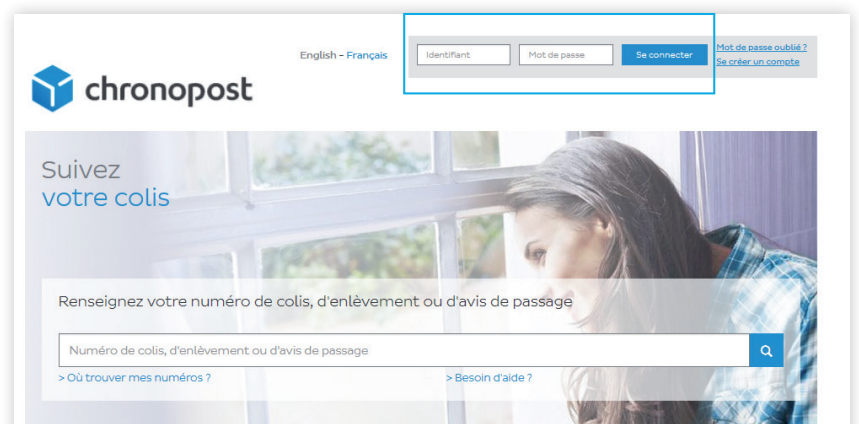 English - Français
Identifiant
Mot de passe
Se connecter
Mot de passe oublié ?
Se créer un compte
chronopost
Suivez
votre colis
Renseignez votre numéro de colis, d'enlèvement ou d'avis de passage
Numéro de colis, d'enlèvement ou d'avis de passage
> Où trouver mes numéros ?
> Besoin d'aide ?